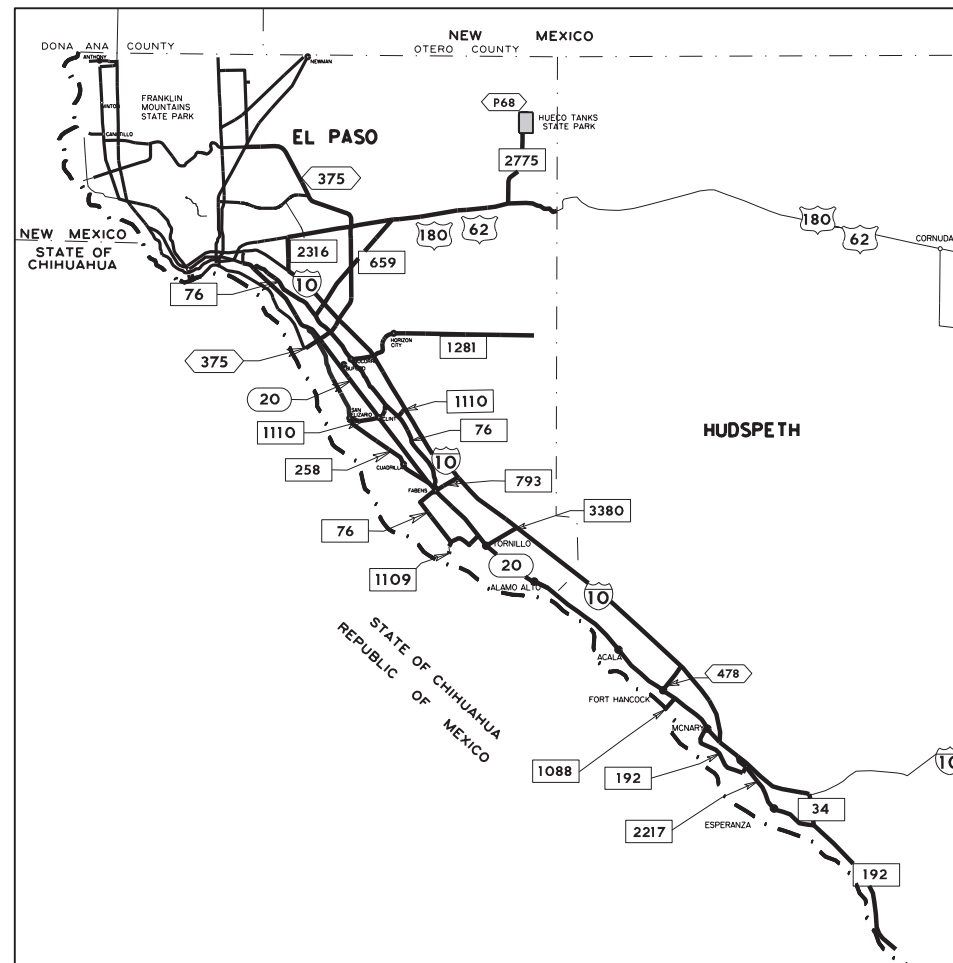 NEW MEXICO
DONA ANA COUNTY
OTERO COUNTY
ANTHONY
NEWMAN
FRANKLIN
MOUNTAINS
STATE PARK
P68
HUECO TANKS
STATE PARK
EL PASO
2775
375
180
62
180
62
CORNUDA
NEW MEXICO
STATE OF
CHIHUAHUA
2316
659
10
76
HORIZON
CITY
1281
375
20
SAN
ELIZARIO
CLINT
1110
1110
76
HUDSPETH
258
CUADRILLA
10
793
FABENS
76
3380
TORNILLO
20
1109
ALAMO ALTO
10
STATE OF CHIHUAHUA
REPUBLIC OF MEXICO
ACALA
478
FORT HANCOCK
MCNARY
1088
192
10
34
2217
ESPERANZA
192